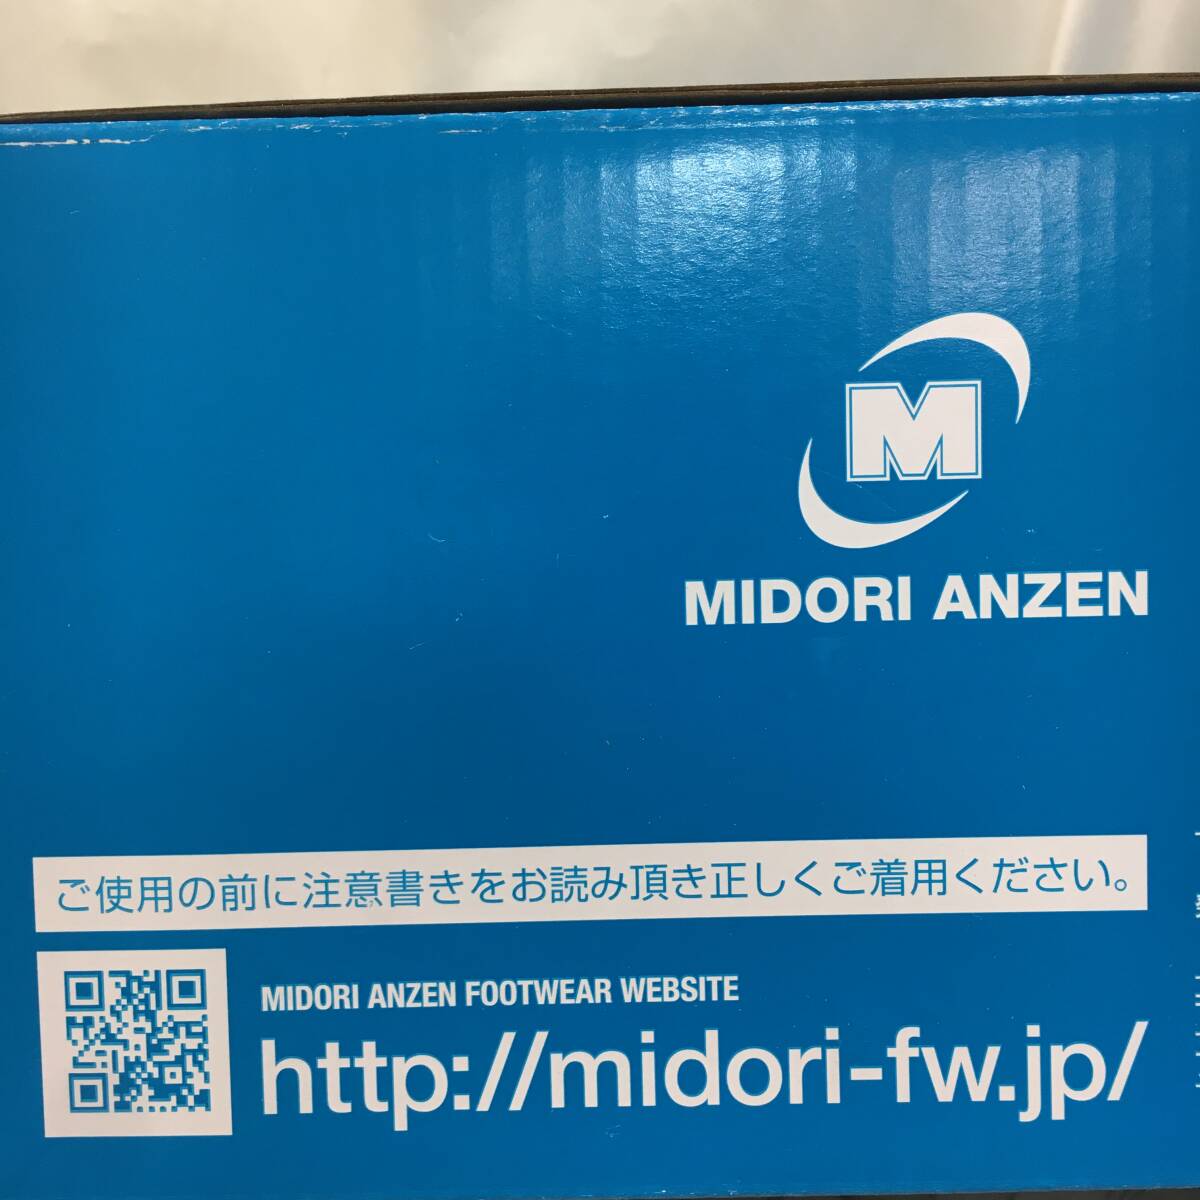 M
MIDORI ANZEN
ご使用の前に注意書きをお読み頂き正しくご着用ください。
MIDORI ANZEN FOOTWEAR WEBSITE
http://midori-fw.jp/